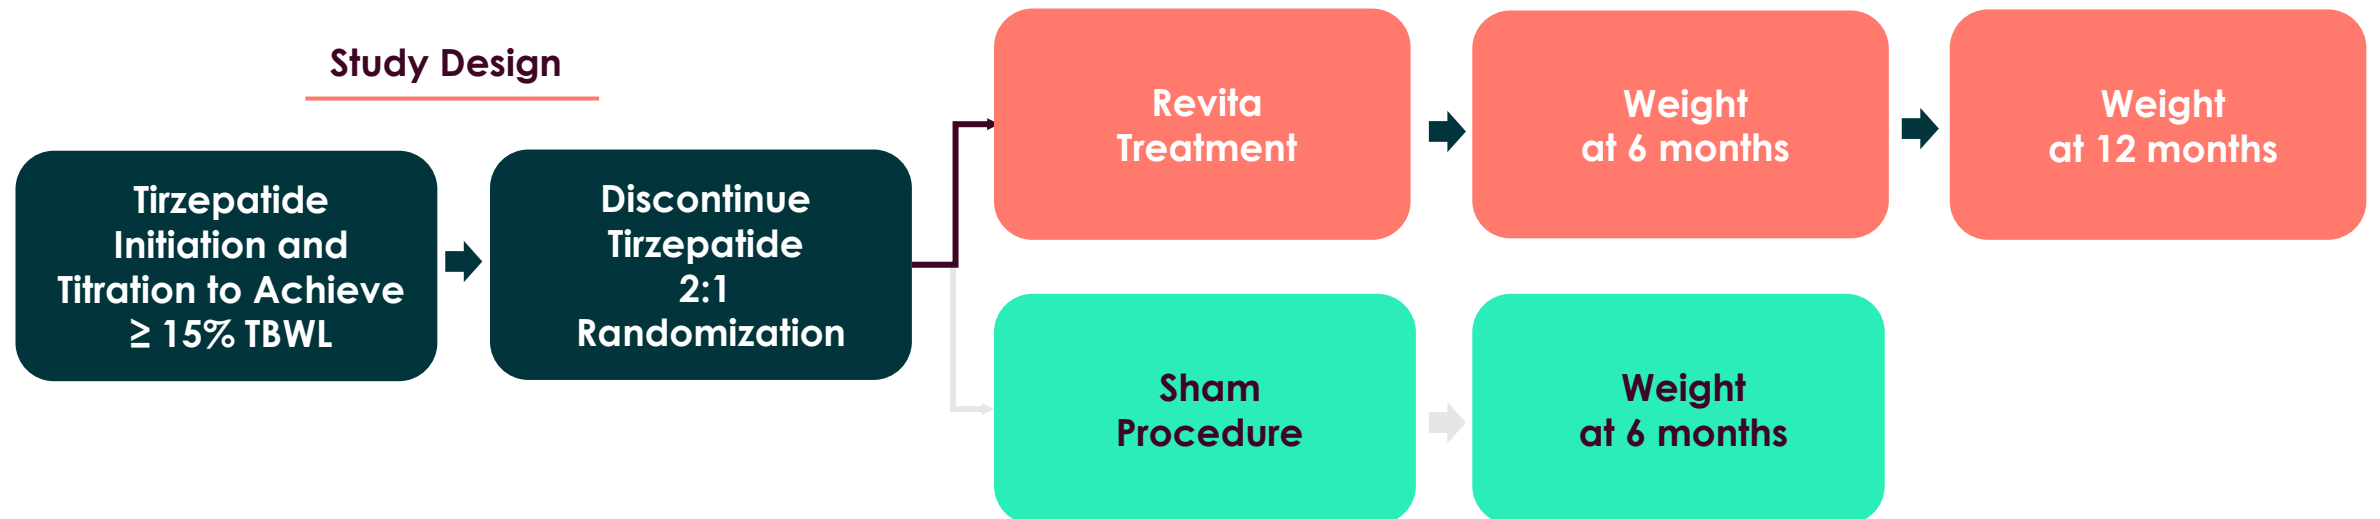 Study Design
Tirzepatide
Initiation and
Titration to Achieve
≥ 15% TBWL
Discontinue
Tirzepatide
2:1
Randomization
Revita
Treatment
Weight
at 6 months
Weight
at 12 months
Sham
Procedure
Weight
at 6 months